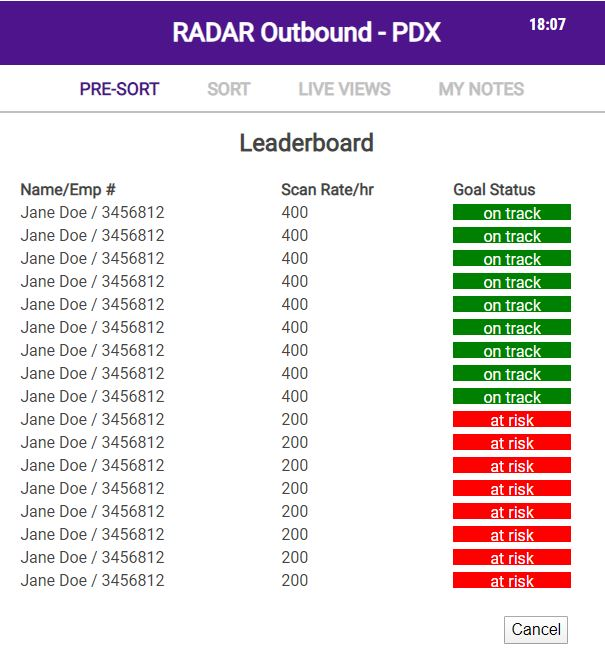 RADAR Outbound - PDX 18:07
PRE-SORT SORT LIVE VIEWS MY NOTES
Leaderboard
Name/Emp # Scan Rate/hr Goal Status
Jane Doe / 3456812 400 on track
Jane Doe / 3456812 400 on track
Jane Doe / 3456812 400 on track
Jane Doe / 3456812 400 on track
Jane Doe / 3456812 400 on track
Jane Doe / 3456812 400 on track
Jane Doe / 3456812 400 on track
Jane Doe / 3456812 400 on track
Jane Doe / 3456812 400 on track
Jane Doe / 3456812 200 at risk
Jane Doe / 3456812 200 at risk
Jane Doe / 3456812 200 at risk
Jane Doe / 3456812 200 at risk
Jane Doe / 3456812 200 at risk
Jane Doe / 3456812 200 at risk
Jane Doe / 3456812 200 at risk
Jane Doe / 3456812 200 at risk
Cancel